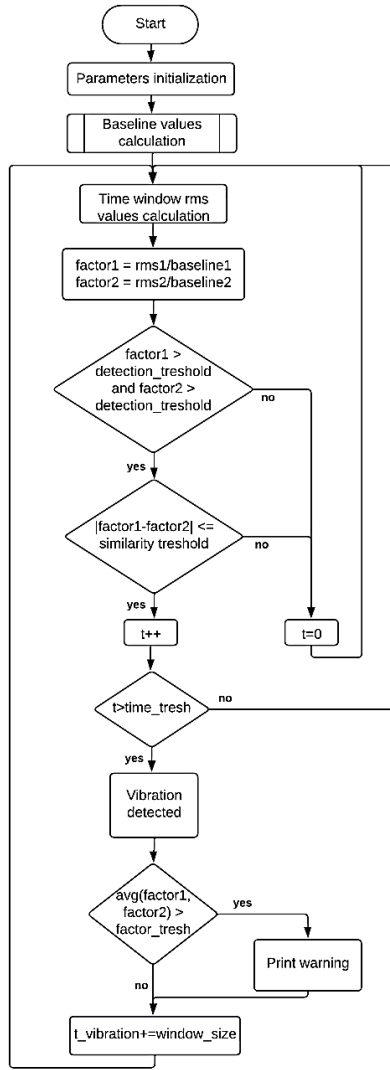 Start
Parameters initialization
Baseline values
calculation
Time window rms
values calculation
factor1 = rms1/baseline1
factor2 = rms2/baseline2
factor1 >
detection_treshold
and factor2 >
detection_treshold
no
yes
|factor1-factor2| <=
similarity treshold
no
yes
t++
t=0
t>time_tresh
no
yes
Vibration
detected
avg(factor1,
factor2) >
factor_tresh
yes
Print warning
no
t_vibration+=window_size